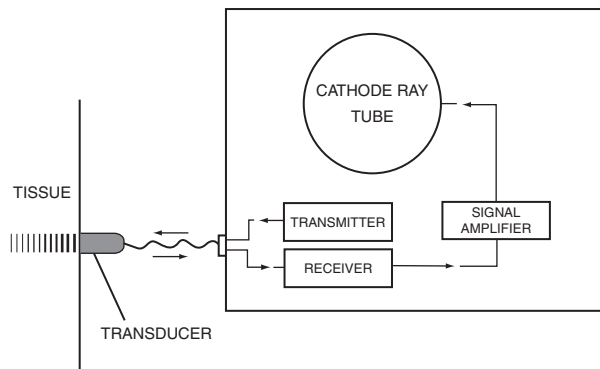 CATHODE RAY
TUBE
TISSUE
TRANSMITTER
SIGNAL
AMPLIFIER
RECEIVER
TRANSDUCER